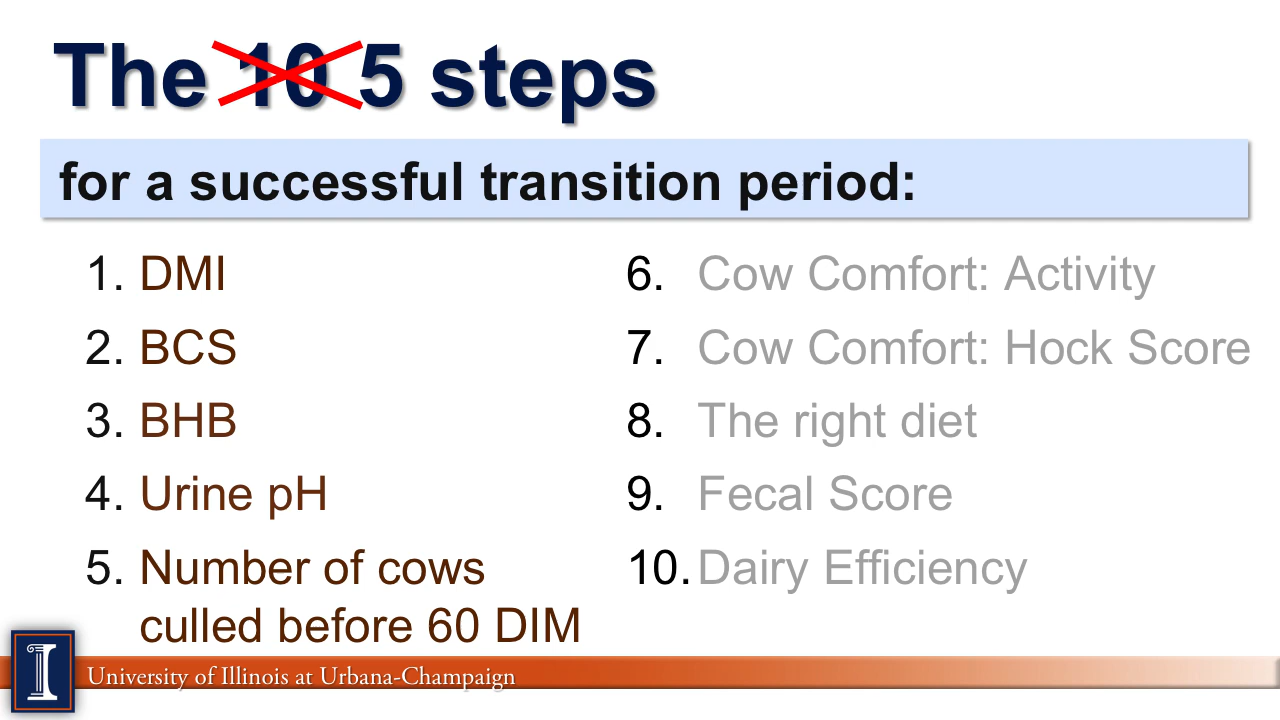 The 10 5 steps
for a successful transition period:
1. DMI
2. BCS
3. BHB
4. Urine pH
5. Number of cows
culled before 60 DIM
6. Cow Comfort: Activity
7. Cow Comfort: Hock Score
8. The right diet
9. Fecal Score
10. Dairy Efficiency
I
University of Illinois at Urbana-Champaign